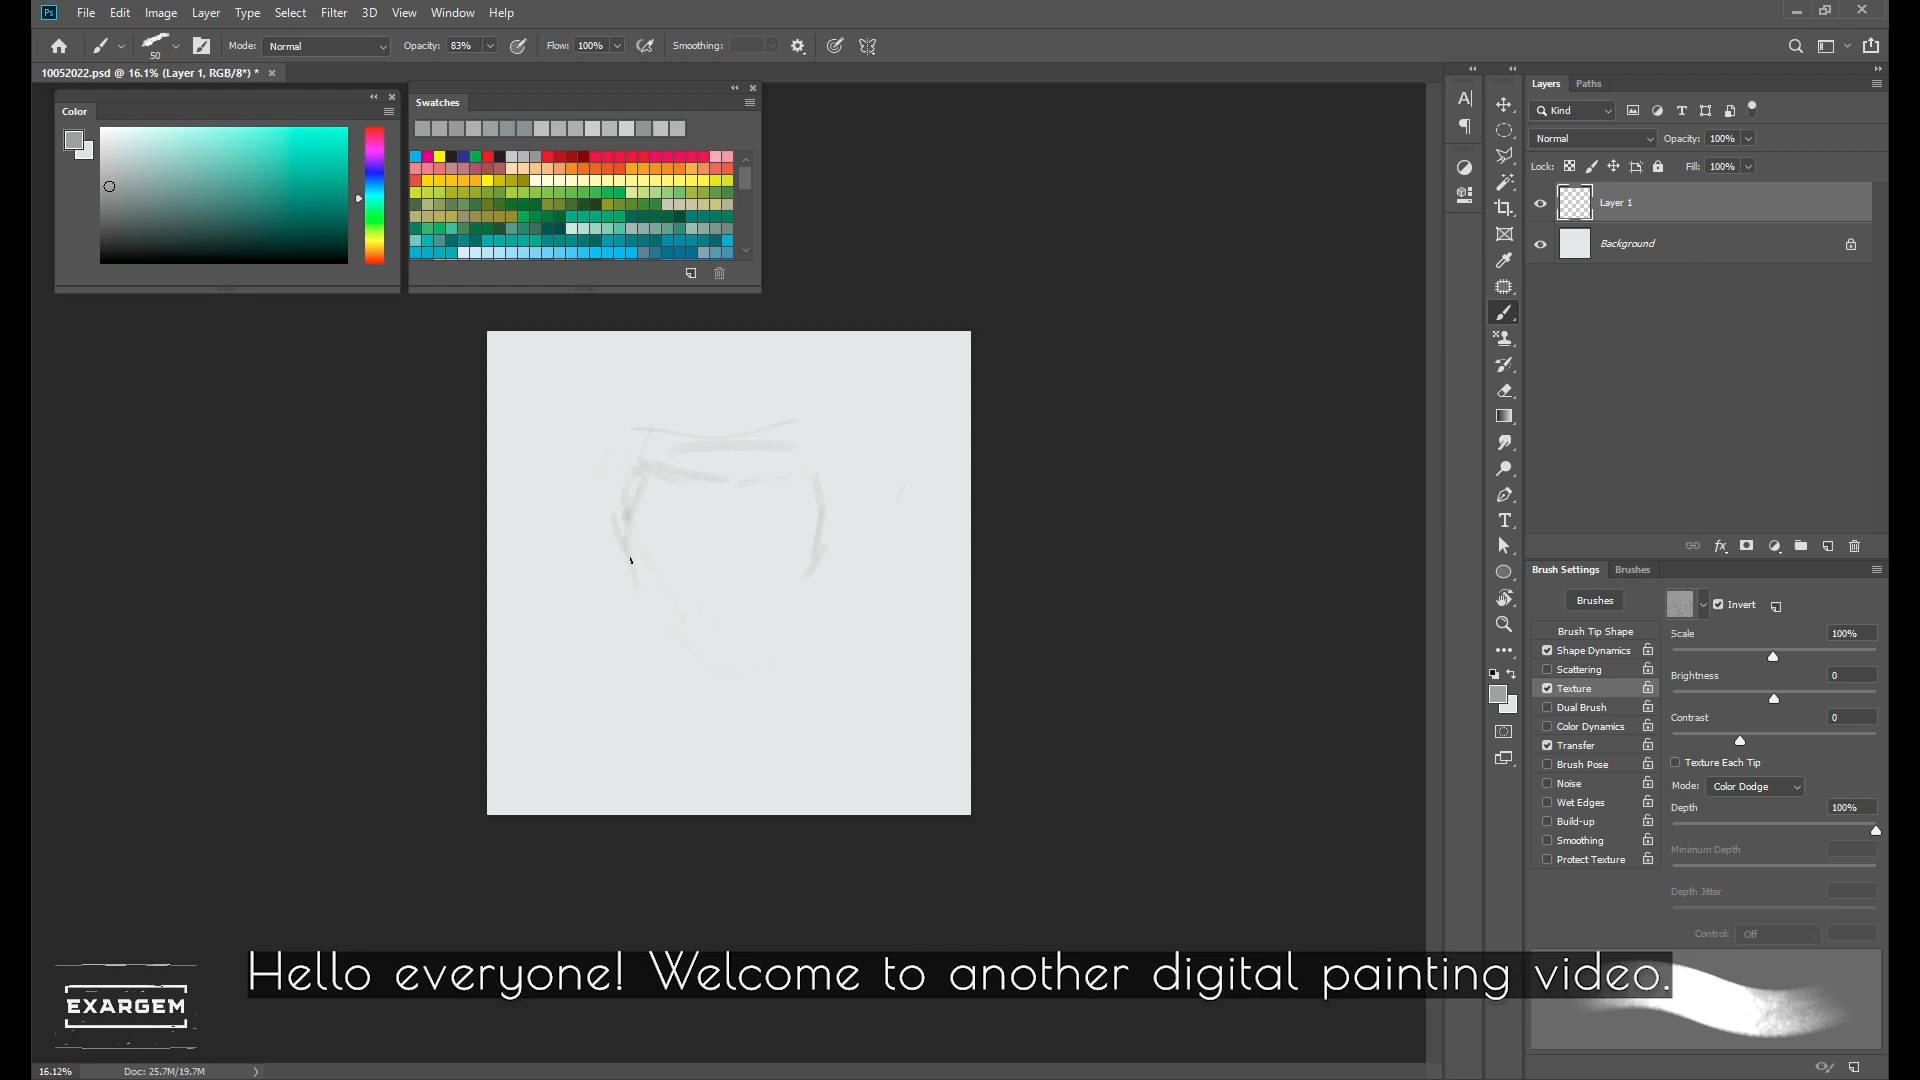 Ps File Edit Image Layer Type Select Filter 3D View Window Help
50 Mode: Normal Opacity: 83% Flow: 100% Smoothing:
10052022.psd @ 16.1% (Layer 1, RGB/8*) *
Color
Swatches
Layers Paths
Kind
Normal Opacity: 100%
Lock: Fill: 100%
Layer 1
Background
fx
Brush Settings Brushes
Brushes Invert
Brush Tip Shape
Shape Dynamics
Scattering
Texture
Dual Brush
Color Dynamics
Transfer
Brush Pose
Noise
Wet Edges
Build-up
Smoothing
Protect Texture
Scale 100%
Brightness 0
Contrast 0
Texture Each Tip
Mode: Color Dodge
Depth 100%
Minimum Depth
Depth Jitter
Control: Off
Hello everyone! Welcome to another digital painting video.
EXARGEM
16.12% Doc: 25.7M/19.7M